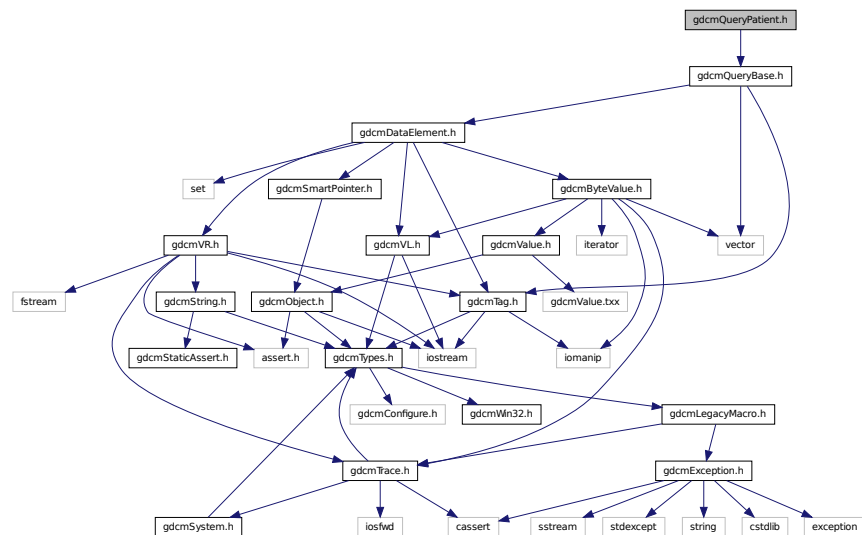 gdcmQueryPatient.h
gdcmQueryBase.h
gdcmDataElement.h
set
gdcmSmartPointer.h
gdcmByteValue.h
gdcmVR.h
gdcmVL.h
gdcmValue.h
iterator
vector
fstream
gdcmString.h
gdcmObject.h
gdcmTag.h
gdcmValue.txx
gdcmStaticAssert.h
assert.h
gdcmTypes.h
iostream
iomanip
gdcmConfigure.h
gdcmWin32.h
gdcmLegacyMacro.h
gdcmTrace.h
gdcmException.h
gdcmSystem.h
iosfwd
cassert
sstream
stdexcept
string
cstdlib
exception